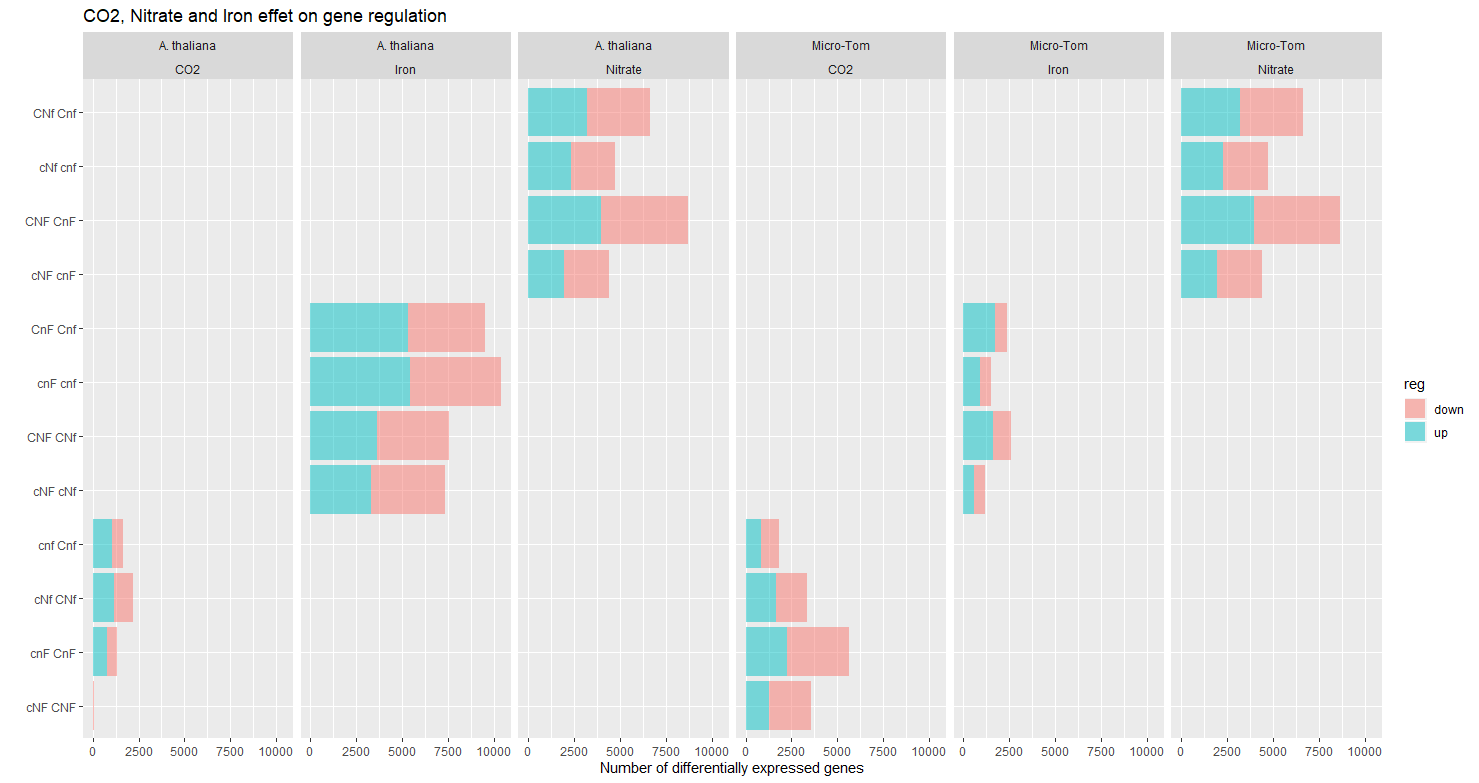 CO2, Nitrate and Iron effet on gene regulation
A. thaliana A. thaliana A. thaliana Micro-Tom Micro-Tom Micro-Tom
CO2 Iron Nitrate CO2 Iron Nitrate
CNf Cnf
cNf cnf
CNF CnF
cNF cnF
CnF Cnf
cnF cnf
CNF CNf
cNF cNf
cnf Cnf
cNf CNf
cnF CnF
cNF CNF
reg
down
up
0 2500 5000 7500 10000 0 2500 5000 7500 10000 0 2500 5000 7500 10000 0 2500 5000 7500 10000 0 2500 5000 7500 10000 0 2500 5000 7500 10000
Number of differentially expressed genes